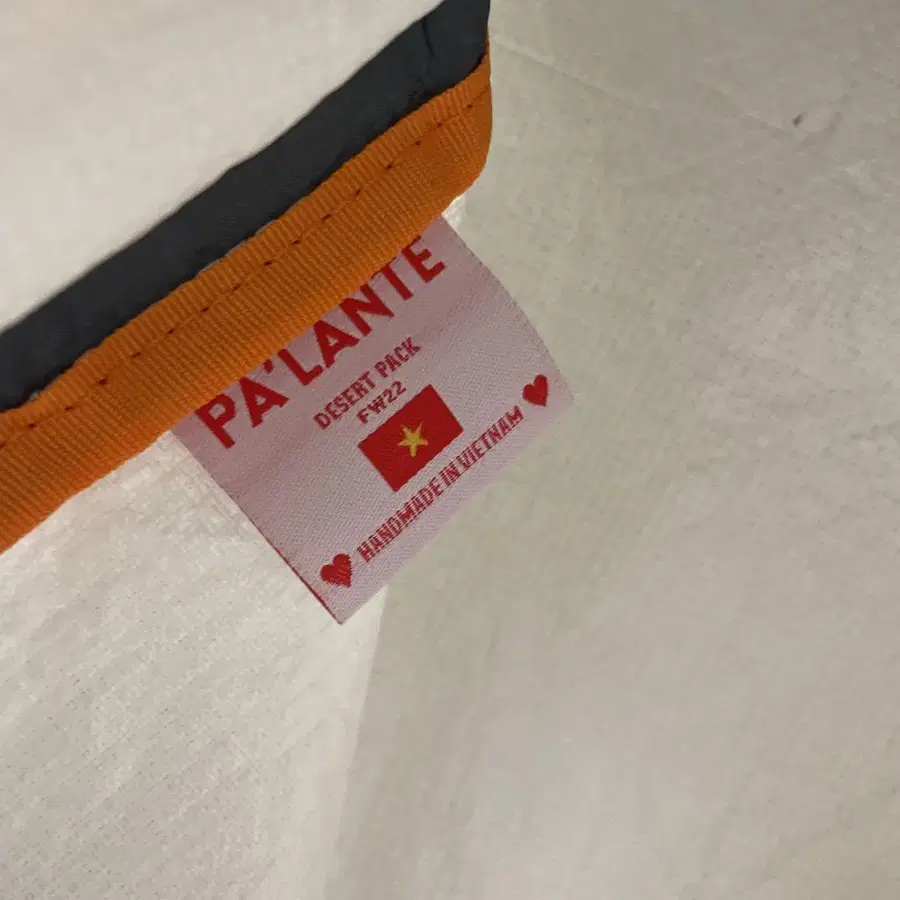 PA'LANTE
DESERT PACK
FW22
HANDMADE IN VIETNAM